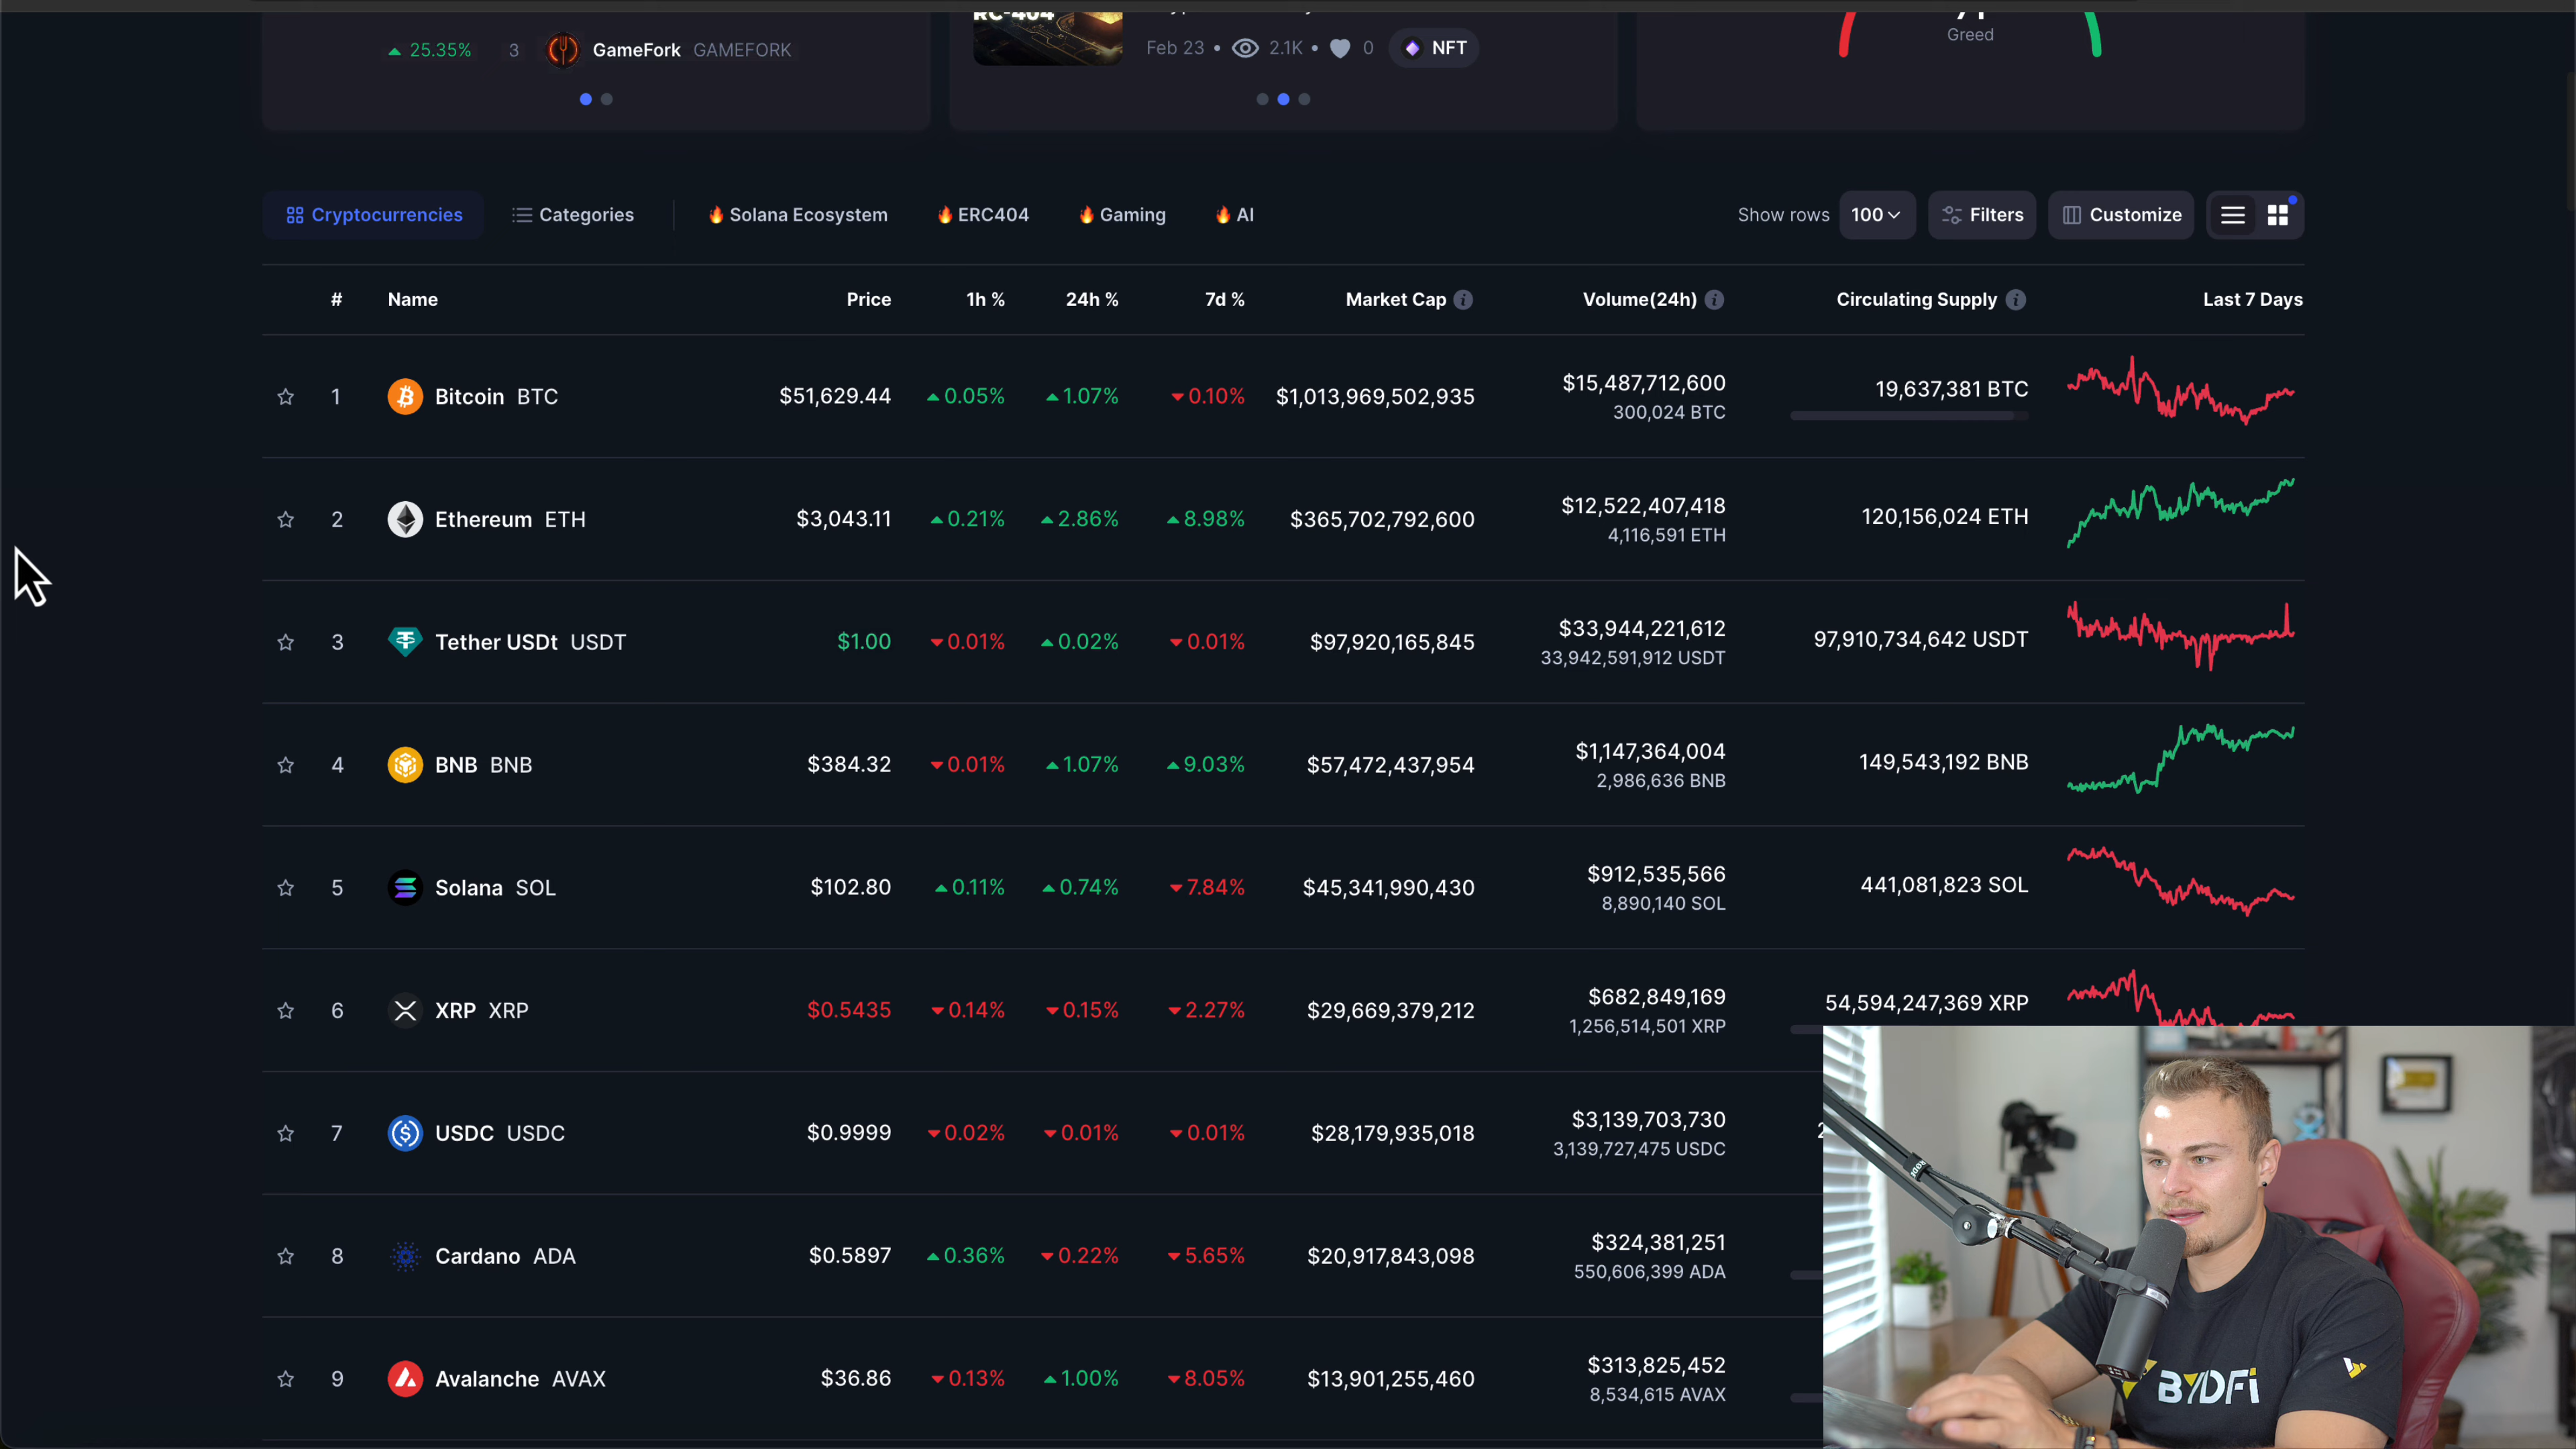 RC-404
25.35% 3 GameFork GAMEFORK
Feb 23 • 2.1K • 0 NFT
Greed
Cryptocurrencies Categories 🔥 Solana Ecosystem 🔥 ERC404 🔥 Gaming 🔥 AI Show rows 100 Filters Customize
# Name Price 1h % 24h % 7d % Market Cap Volume(24h) Circulating Supply Last 7 Days
1 Bitcoin BTC $51,629.44 0.05% 1.07% 0.10% $1,013,969,502,935 $15,487,712,600 19,637,381 BTC
300,024 BTC
2 Ethereum ETH $3,043.11 0.21% 2.86% 8.98% $365,702,792,600 $12,522,407,418 120,156,024 ETH
4,116,591 ETH
3 Tether USDt USDT $1.00 0.01% 0.02% 0.01% $97,920,165,845 $33,944,221,612 97,910,734,642 USDT
33,942,591,912 USDT
4 BNB BNB $384.32 0.01% 1.07% 9.03% $57,472,437,954 $1,147,364,004 149,543,192 BNB
2,986,636 BNB
5 Solana SOL $102.80 0.11% 0.74% 7.84% $45,341,990,430 $912,535,566 441,081,823 SOL
8,890,140 SOL
6 XRP XRP $0.5435 0.14% 0.15% 2.27% $29,669,379,212 $682,849,169 54,594,247,369 XRP
1,256,514,501 XRP
7 USDC USDC $0.9999 0.02% 0.01% 0.01% $28,179,935,018 $3,139,703,730
3,139,727,475 USDC
8 Cardano ADA $0.5897 0.36% 0.22% 5.65% $20,917,843,098 $324,381,251
550,606,399 ADA
9 Avalanche AVAX $36.86 0.13% 1.00% 8.05% $13,901,255,460 $313,825,452
8,534,615 AVAX
RODE
BYDFi